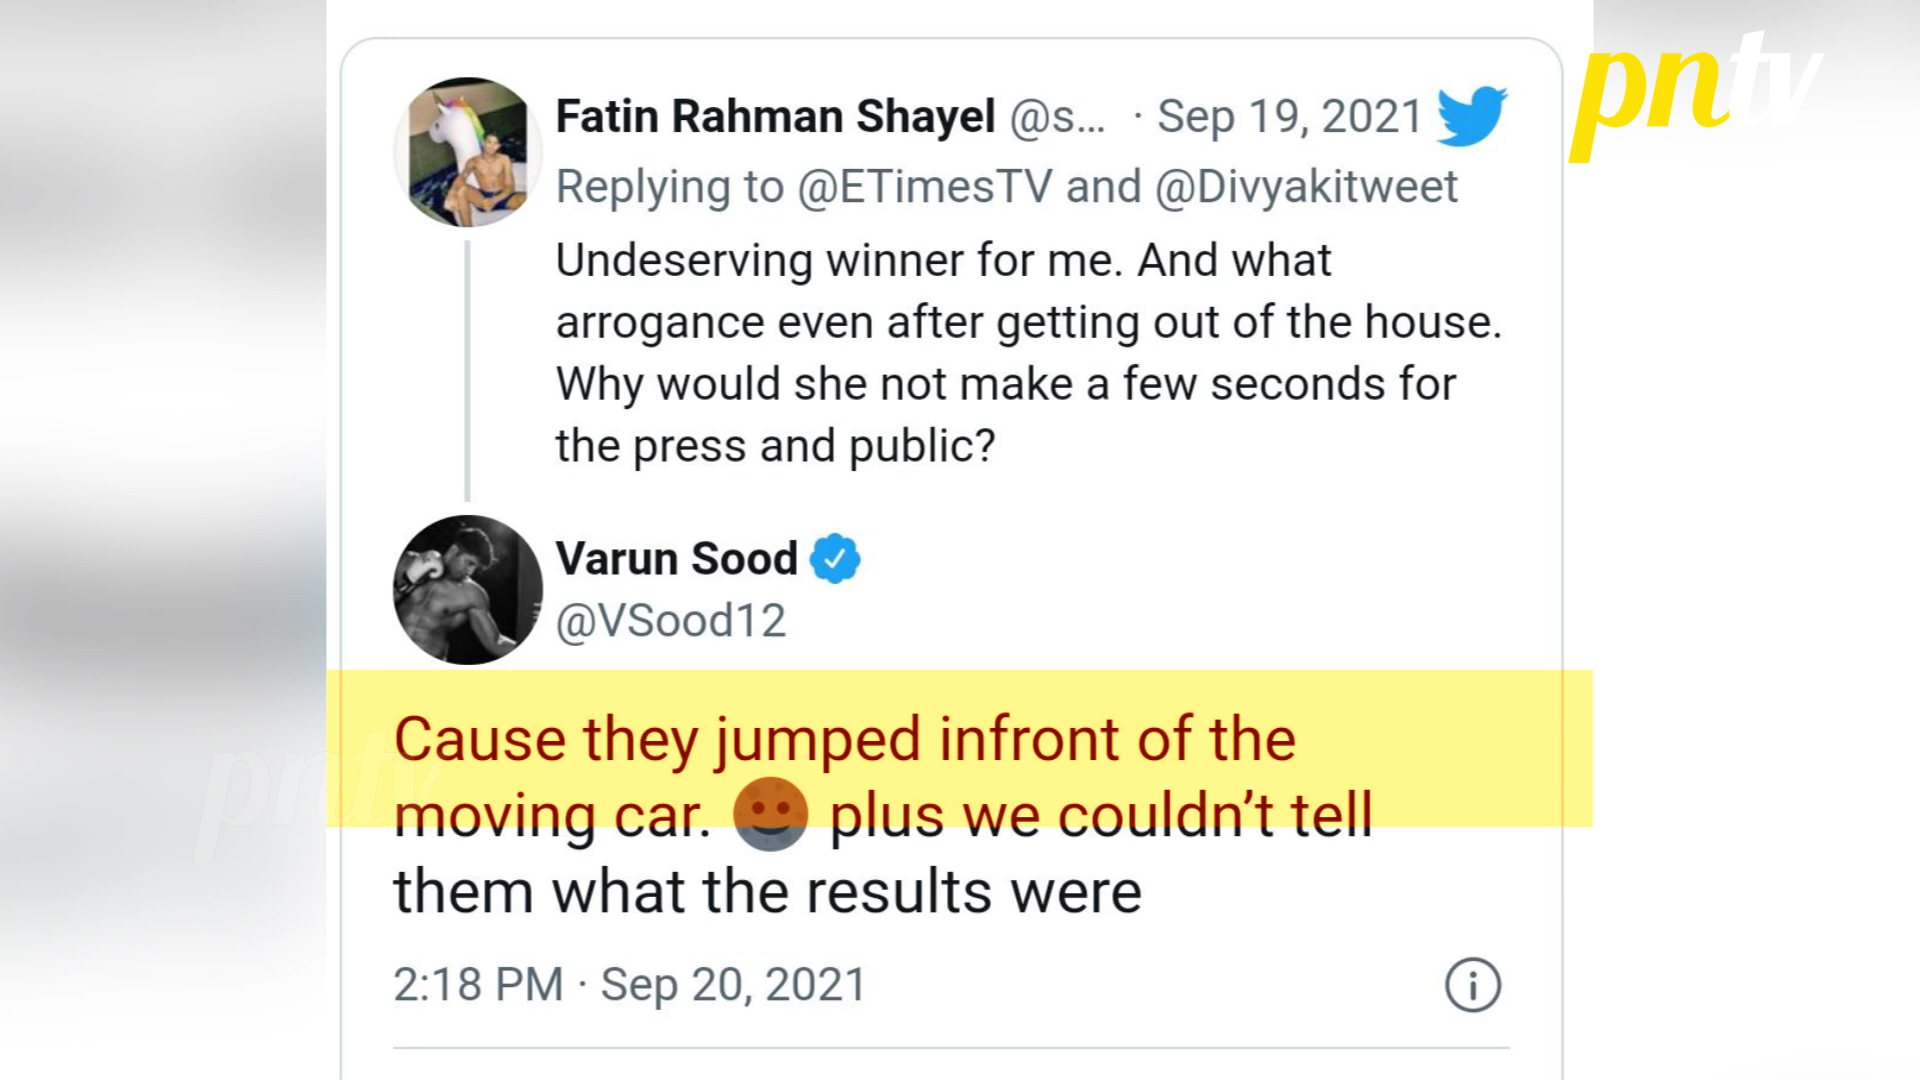 pntv
Fatin Rahman Shayel @s... · Sep 19, 2021
Replying to @ETimesTV and @Divyakitweet
Undeserving winner for me. And what
arrogance even after getting out of the house.
Why would she not make a few seconds for
the press and public?
Varun Sood
@VSood12
Cause they jumped infront of the
moving car. 🌚 plus we couldn’t tell
them what the results were
pntv
2:18 PM · Sep 20, 2021